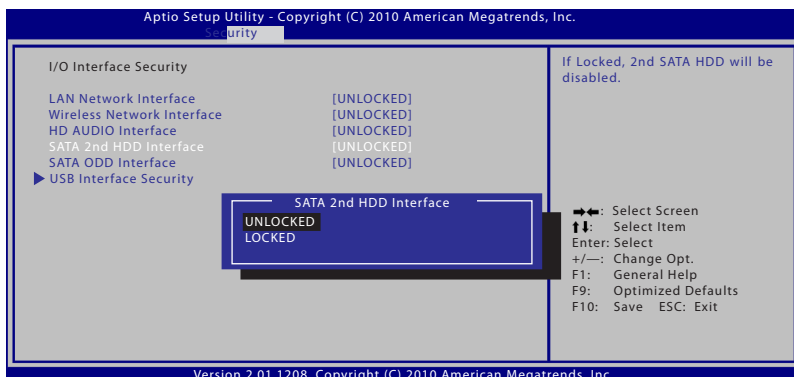 Aptio Setup Utility - Copyright (C) 2010 American Megatrends, Inc.
Security
I/O Interface Security
LAN Network Interface [UNLOCKED]
Wireless Network Interface [UNLOCKED]
HD AUDIO Interface [UNLOCKED]
SATA 2nd HDD Interface [UNLOCKED]
SATA ODD Interface [UNLOCKED]
USB Interface Security
SATA 2nd HDD Interface
UNLOCKED
LOCKED
If Locked, 2nd SATA HDD will be
disabled.
→←: Select Screen
↑↓: Select Item
Enter: Select
+/—: Change Opt.
F1: General Help
F9: Optimized Defaults
F10: Save ESC: Exit
Version 2.01.1208. Copyright (C) 2010 American Megatrends, Inc.